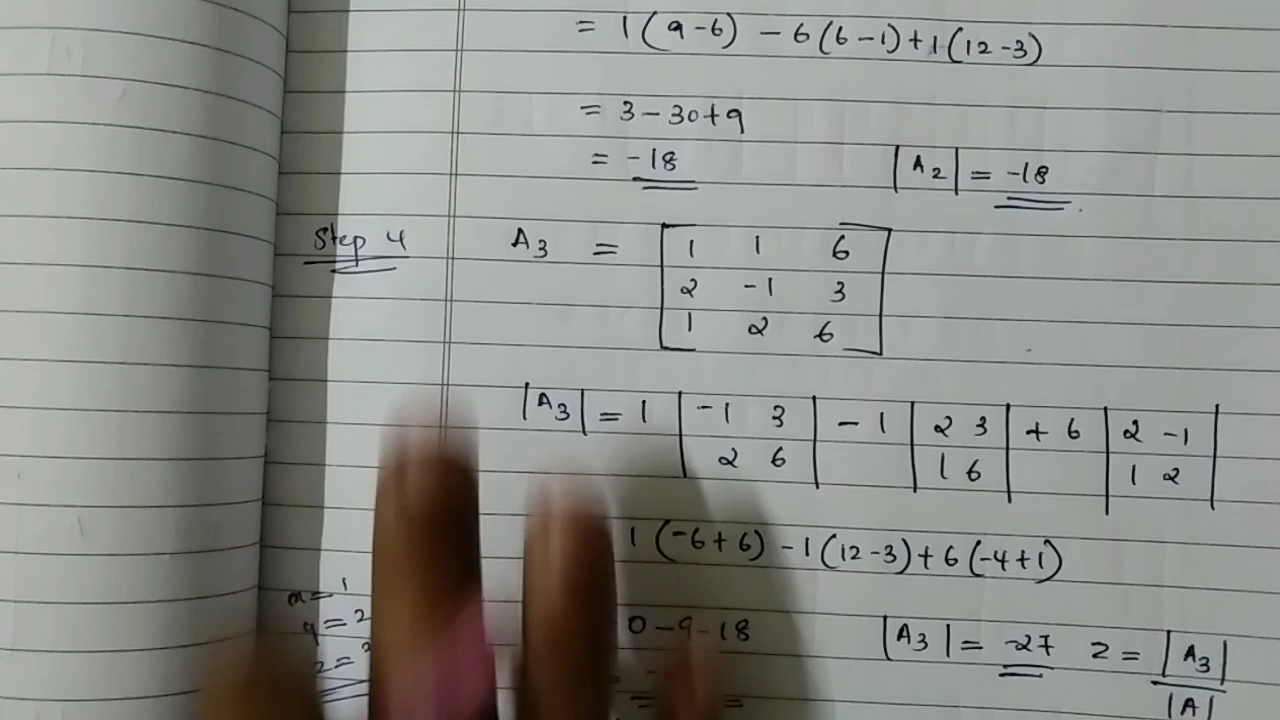 = 1(9-6) - 6(6-1)+1(12-3)
= 3-30+9
= -18 |A2| = -18
Step 4 A3 = [1 1 6
2 -1 3
1 2 6]
|A3| = 1 |-1 3| - 1 |2 3| + 6 |2 -1|
2 6 1 6 1 2
1(-6+6) -1(12-3)+6(-4+1)
0-9-18 |A3| = -27 z = |A3|
|A|
x=1
y=2
z=3